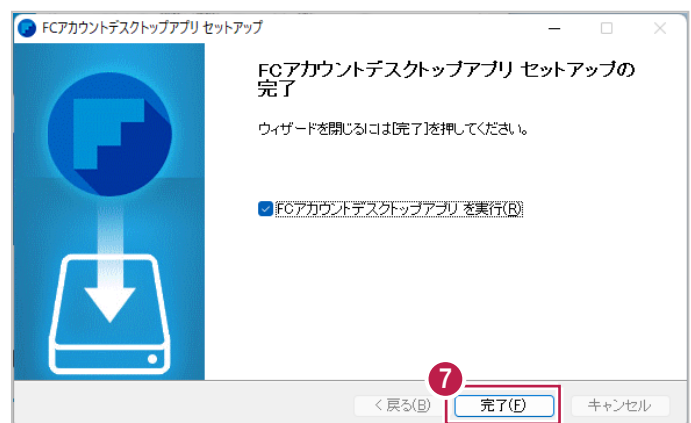 FCアカウントデスクトップアプリ セットアップ
FCアカウントデスクトップアプリ セットアップの
完了
ウィザードを閉じるには[完了]を押してください。
FCアカウントデスクトップアプリ を実行(R)
7
< 戻る(B)
完了(F)
キャンセル